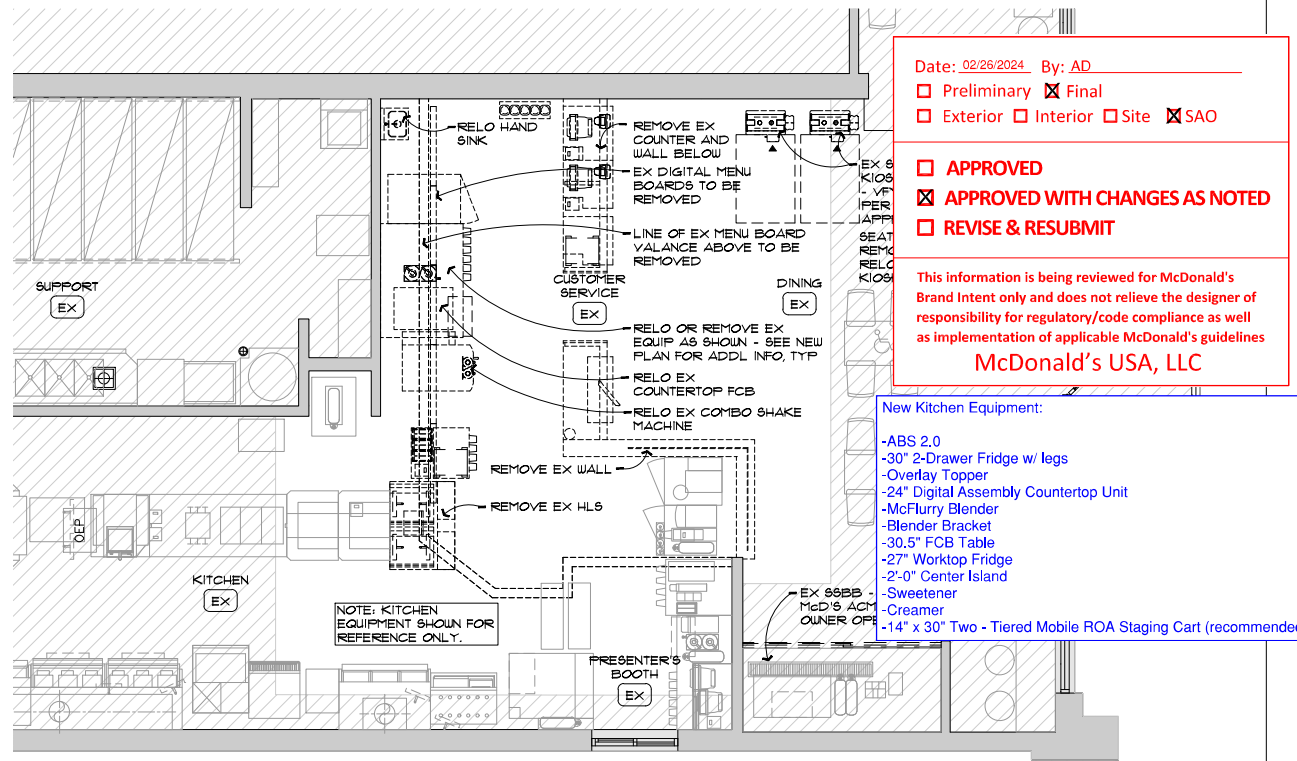 Date: 02/26/2024 By: AD
Preliminary Final
Exterior Interior Site SAO
APPROVED
APPROVED WITH CHANGES AS NOTED
REVISE & RESUBMIT
This information is being reviewed for McDonald's
Brand Intent only and does not relieve the designer of
responsibility for regulatory/code compliance as well
as implementation of applicable McDonald's guidelines
McDonald's USA, LLC
New Kitchen Equipment:
-ABS 2.0
-30" 2-Drawer Fridge w/ legs
-Overlay Topper
-24" Digital Assembly Countertop Unit
-McFlurry Blender
-Blender Bracket
-30.5" FCB Table
-27" Worktop Fridge
-2'-0" Center Island
-Sweetener
-Creamer
-14" x 30" Two - Tiered Mobile ROA Staging Cart
RELO HAND
SINK
REMOVE EX
COUNTER AND
WALL BELOW
EX DIGITAL MENU
BOARDS TO BE
REMOVED
LINE OF EX MENU BOARD
VALANCE ABOVE TO BE
REMOVED
CUSTOMER
SERVICE
EX
DINING
EX
SUPPORT
EX
RELO OR REMOVE EX
EQUIP AS SHOWN - SEE NEW
PLAN FOR ADDL INFO, TYP
RELO EX
COUNTERTOP FCB
RELO EX COMBO SHAKE
MACHINE
REMOVE EX WALL
REMOVE EX HLS
OEP
KITCHEN
EX
NOTE: KITCHEN
EQUIPMENT SHOWN FOR
REFERENCE ONLY.
PRESENTER'S
BOOTH
EX
EX SSBB -
McD'S ACM
OWNER
EX
PER